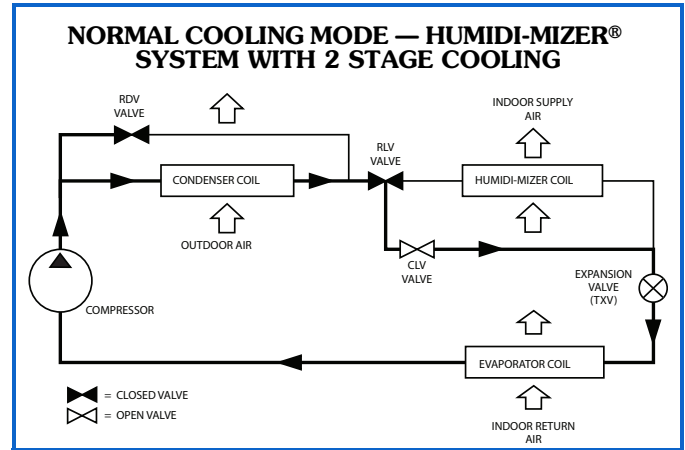 NORMAL COOLING MODE — HUMIDI-MIZER®
SYSTEM WITH 2 STAGE COOLING
RDV
VALVE
INDOOR SUPPLY
AIR
RLV
VALVE
CONDENSER COIL
HUMIDI-MIZER COIL
OUTDOOR AIR
CLV
VALVE
EXPANSION
VALVE
(TXV)
COMPRESSOR
EVAPORATOR COIL
= CLOSED VALVE
= OPEN VALVE
INDOOR RETURN
AIR